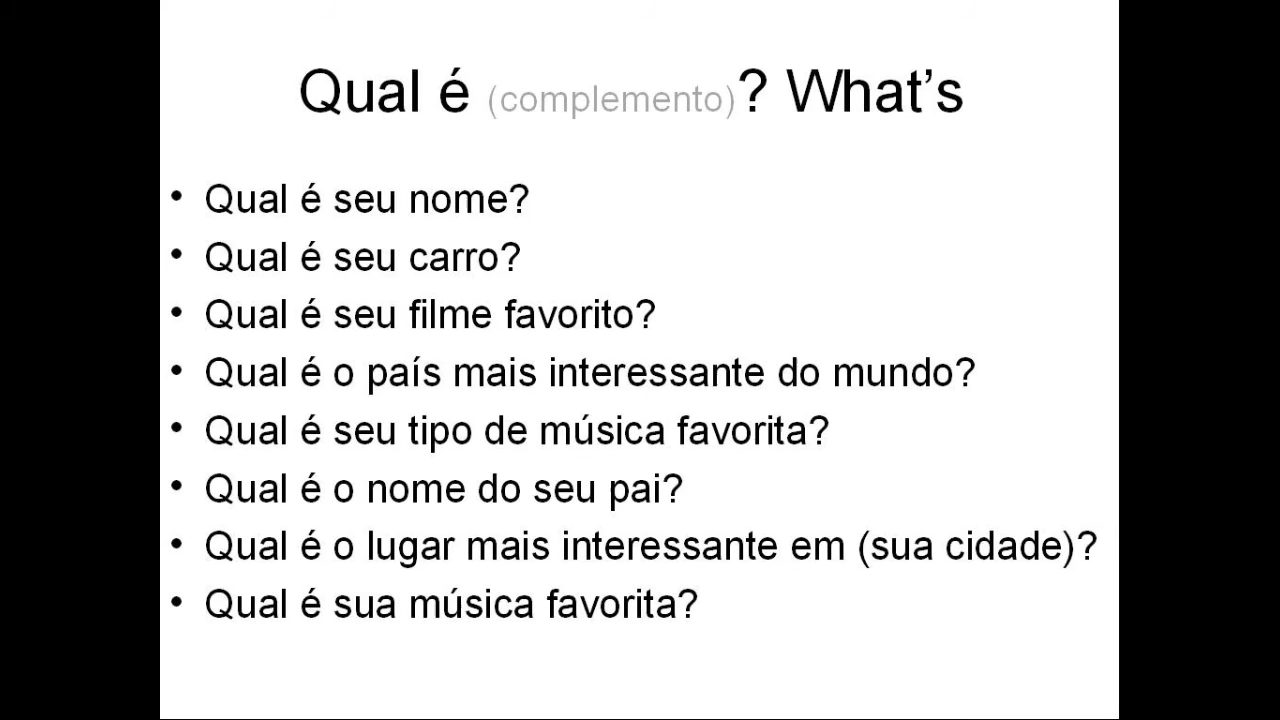 Qual é (complemento)? What’s
• Qual é seu nome?
• Qual é seu carro?
• Qual é seu filme favorito?
• Qual é o país mais interessante do mundo?
• Qual é seu tipo de música favorita?
• Qual é o nome do seu pai?
• Qual é o lugar mais interessante em (sua cidade)?
• Qual é sua música favorita?